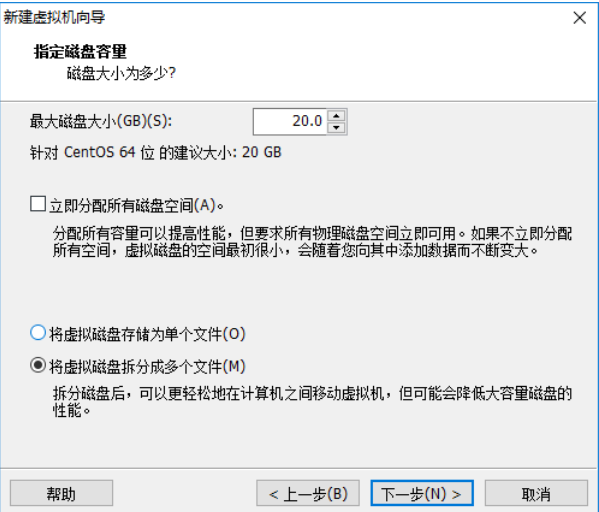 新建虚拟机向导
指定磁盘容量
磁盘大小为多少?
最大磁盘大小(GB)(S): 20.0
针对 CentOS 64 位 的建议大小: 20 GB
立即分配所有磁盘空间(A)。
分配所有容量可以提高性能，但要求所有物理磁盘空间立即可用。如果不立即分配
所有空间，虚拟磁盘的空间最初很小，会随着您向其中添加数据而不断变大。
将虚拟磁盘存储为单个文件(O)
将虚拟磁盘拆分成多个文件(M)
拆分磁盘后，可以更轻松地在计算机之间移动虚拟机，但可能会降低大容量磁盘的
性能。
帮助 < 上一步(B) 下一步(N) > 取消